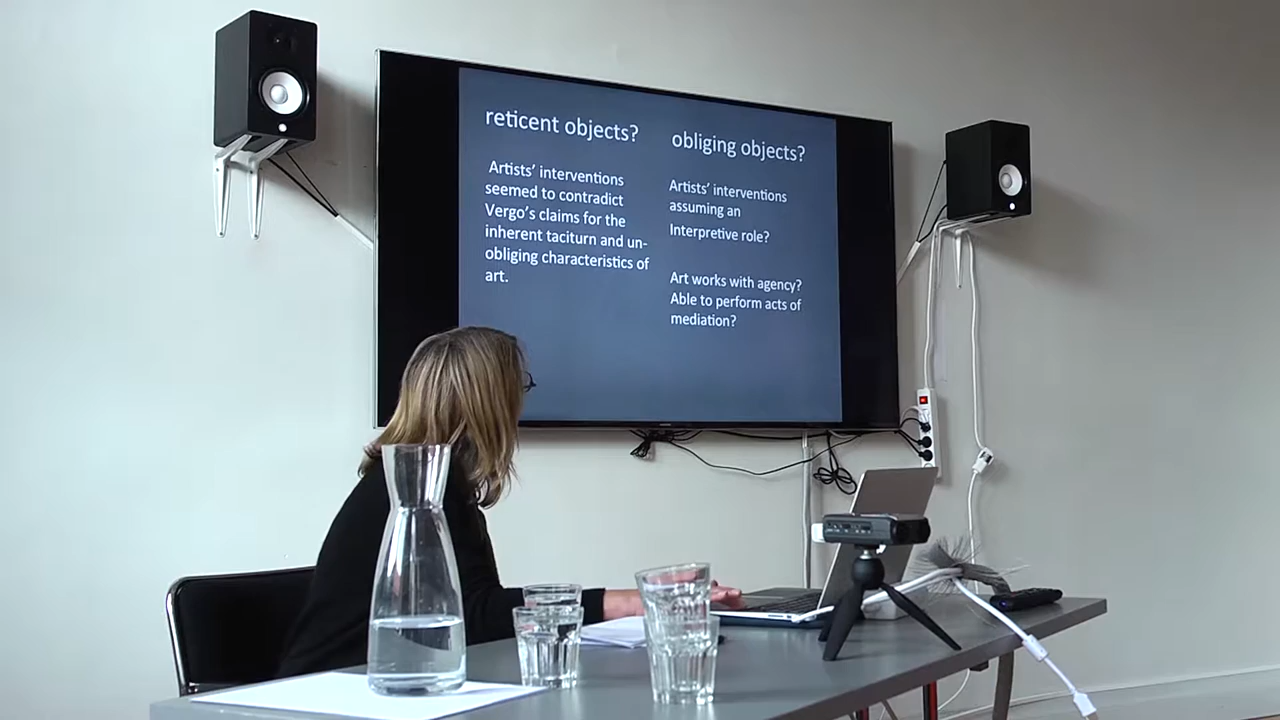 reticent objects?
Artists' interventions
seemed to contradict
Vergo's claims for the
inherent taciturn and un-
obliging characteristics of
art.
obliging objects?
Artists' interventions
assuming an
Interpretive role?
Art works with agency?
Able to perform acts of
mediation?